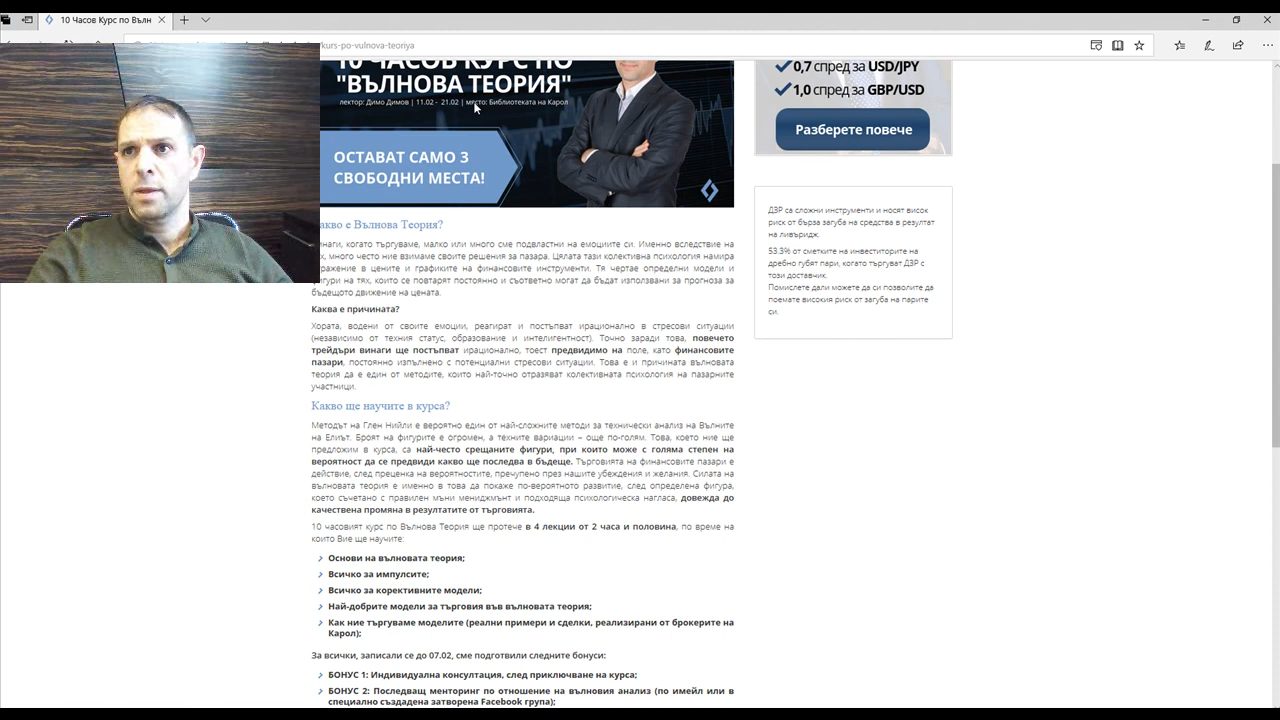 10 Часов Курс по Вълн
/kurs-po-vulnova-teoriya
10 ЧАСОВ КУРС ПО
"ВЪЛНОВА ТЕОРИЯ"
лектор: Димо Димов | 11.02 - 21.02 | място: Библиотеката на Карол
ОСТАВАТ САМО 3
СВОБОДНИ МЕСТА!
0,7 спред за USD/JPY
1,0 спред за GBP/USD
Разберете повече
ДЗР са сложни инструменти и носят висок
риск от бърза загуба на средства в резултат
на ливъридж.
53.3% от сметките на инвеститорите на
дребно губят пари, когато търгуват ДЗР с
този доставчик.
Помислете дали можете да си позволите да
поемате високия риск от загуба на парите
си.
акво е Вълнова Теория?
инаги, когато търгуваме, малко или много сме подвластни на емоциите си. Именно вследствие на
тях, много често ние взимаме своите решения за пазара. Цялата тази колективна психология намира
отражение в цените и графиките на финансовите инструменти. Тя чертае определни модели и
фигури на тях, които се повтарят постоянно и съответно могат да бъдат използвани за прогноза за
бъдещото движение на цената.
Каква е причината?
Хората, водени от своите емоции, реагират и постъпват ирационално в стресови ситуации
(независимо от техния статус, образование и интелигентност). Точно заради това, повечето
трейдъри винаги ще постъпват ирационално, тоест предвидимо на поле, като финансовите
пазари, постоянно изпълнено с потенциални стресови ситуации. Това е и причината вълновата
теория да е един от методите, които най-точно отразяват колективната психология на пазарните
участници.
Какво ще научите в курса?
Методът на Глен Нийли е вероятно един от най-сложните методи за технически анализ на Вълните
на Елиът. Броят на фигурите е огромен, а техните вариации – още по-голям. Това, което ние ще
предложим в курса, са най-често срещаните фигури, при които може с голяма степен на
вероятност да се предвиди какво ще последва в бъдеще. Търговията на финансовите пазари е
действие, след преценка на вероятностите, пречупено през нашите убеждения и желания. Силата на
вълновата теория е именно в това да покаже по-вероятното развитие, след определена фигура,
което съчетано с правилен мъни мениджмънт и подходяща психологическа нагласа, довежда до
качествена промяна в резултатите от търговията.
10 часовият курс по Вълнова Теория ще протече в 4 лекции от 2 часа и половина, по време на
които Вие ще научите:
Основи на вълновата теория;
Всичко за импулсите;
Всичко за корективните модели;
Най-добрите модели за търговия във вълновата теория;
Как ние търгуваме моделите (реални примери и сделки, реализирани от брокерите на
Карол);
За всички, записали се до 07.02, сме подготвили следните бонуси:
БОНУС 1: Индивидуална консултация, след приключване на курса;
БОНУС 2: Последващ менторинг по отношение на вълновия анализ (по имейл или в
специално създадена затворена Facebook група);